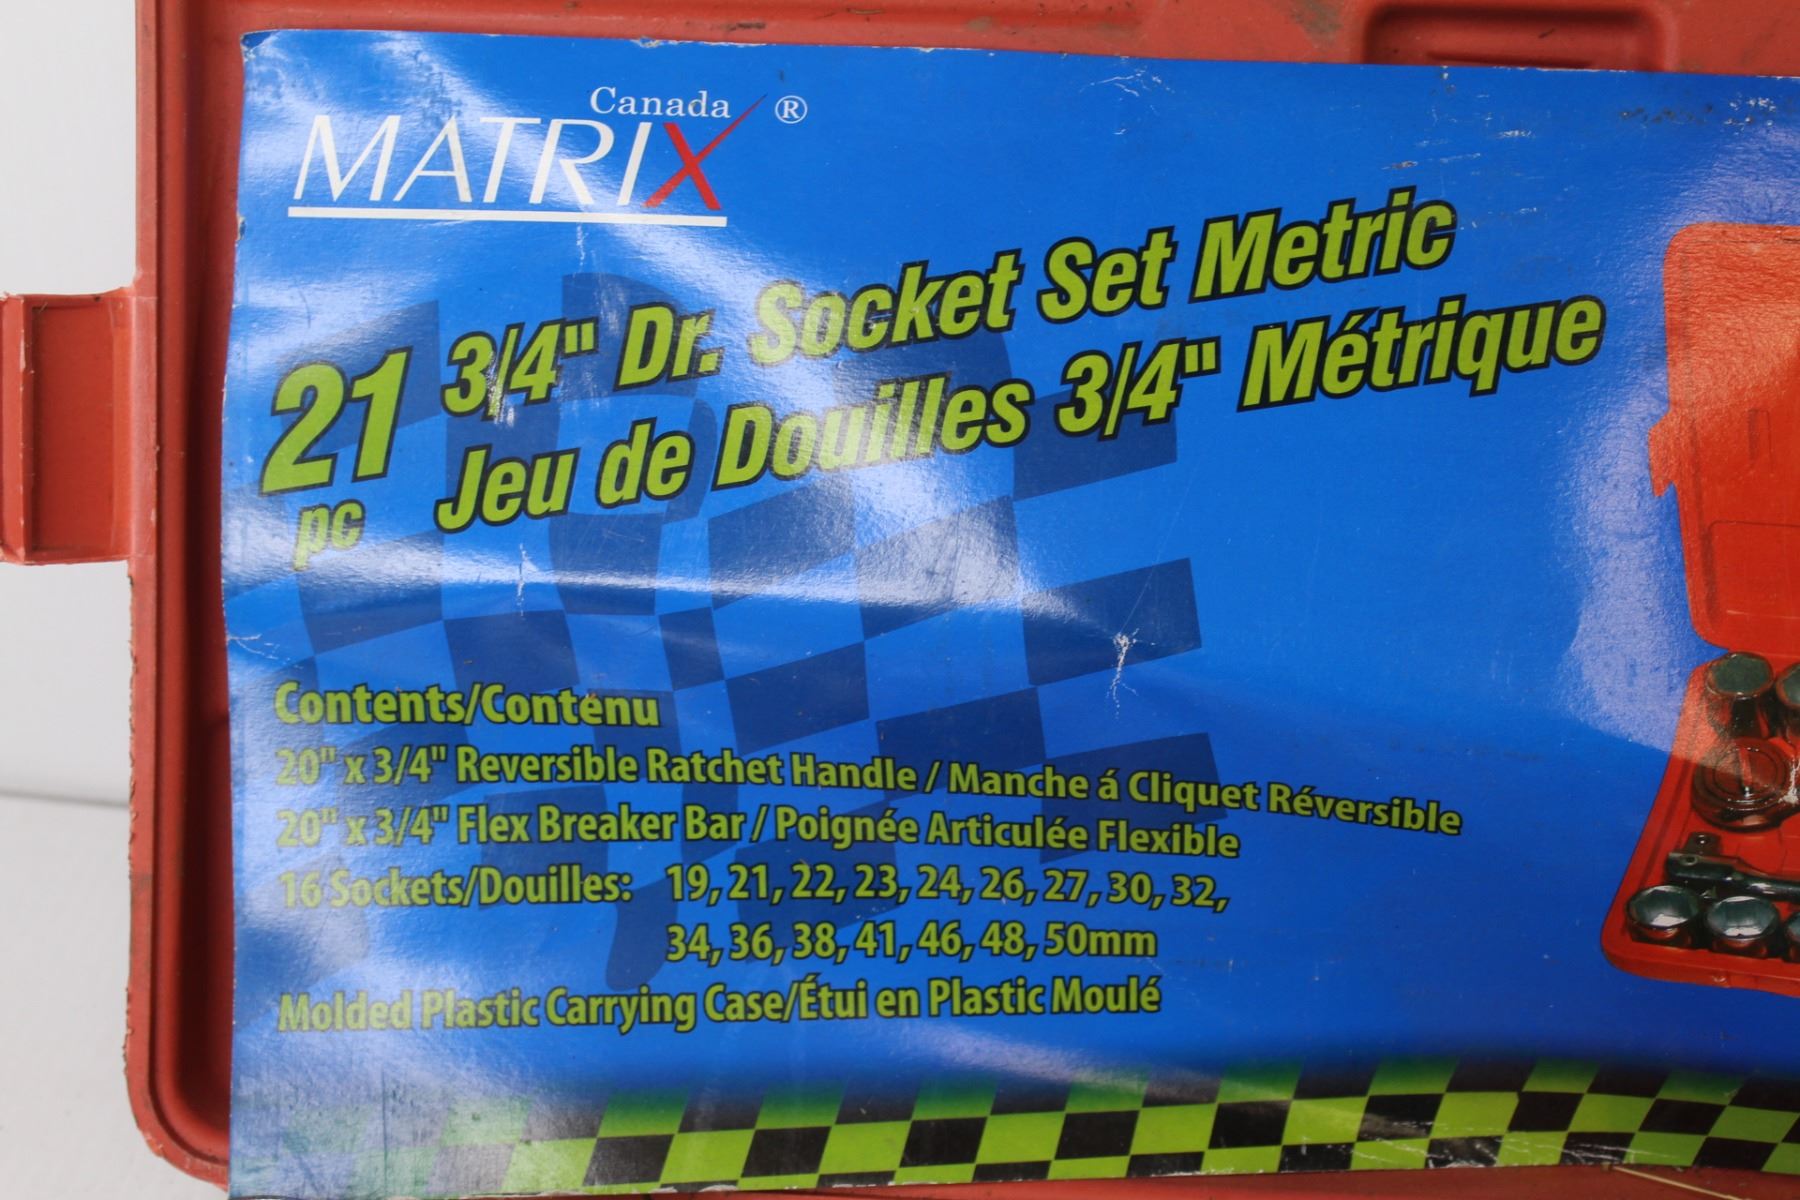 Canada
MATRIX ®
21 pc
3/4" Dr. Socket Set Metric
Jeu de Douilles 3/4" Métrique
Contents/Contenu
20" x 3/4" Reversible Ratchet Handle / Manche á Cliquet Réversible
20" x 3/4" Flex Breaker Bar / Poignée Articulée Flexible
16 Sockets/Douilles: 19, 21, 22, 23, 24, 26, 27, 30, 32,
34, 36, 38, 41, 46, 48, 50mm
Molded Plastic Carrying Case/Étui en Plastic Moulé